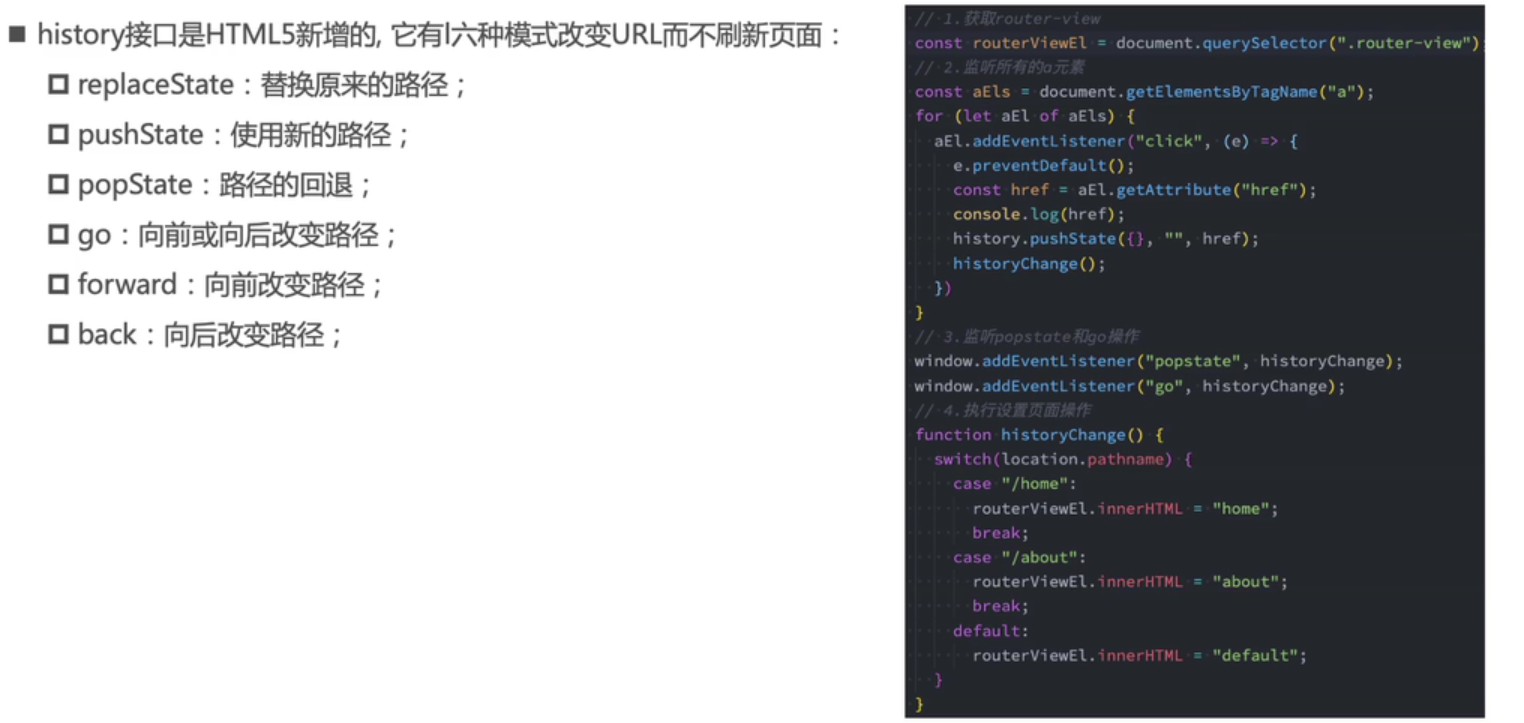 history接口是HTML5新增的, 它有l六种模式改变URL而不刷新页面：
replaceState：替换原来的路径；
pushState：使用新的路径；
popState：路径的回退；
go：向前或向后改变路径；
forward：向前改变路径；
back：向后改变路径；
// 1.获取router-view
const routerViewEl = document.querySelector(".router-view");
// 2.监听所有的a元素
const aEls = document.getElementsByTagName("a");
for (let aEl of aEls) {
  aEl.addEventListener("click", (e) => {
    e.preventDefault();
    const href = aEl.getAttribute("href");
    console.log(href);
    history.pushState({}, "", href);
    historyChange();
  })
}
// 3.监听popstate和go操作
window.addEventListener("popstate", historyChange);
window.addEventListener("go", historyChange);
// 4.执行设置页面操作
function historyChange() {
  switch(location.pathname) {
    case "/home":
      routerViewEl.innerHTML = "home";
      break;
    case "/about":
      routerViewEl.innerHTML = "about";
      break;
    default:
      routerViewEl.innerHTML = "default";
  }
}